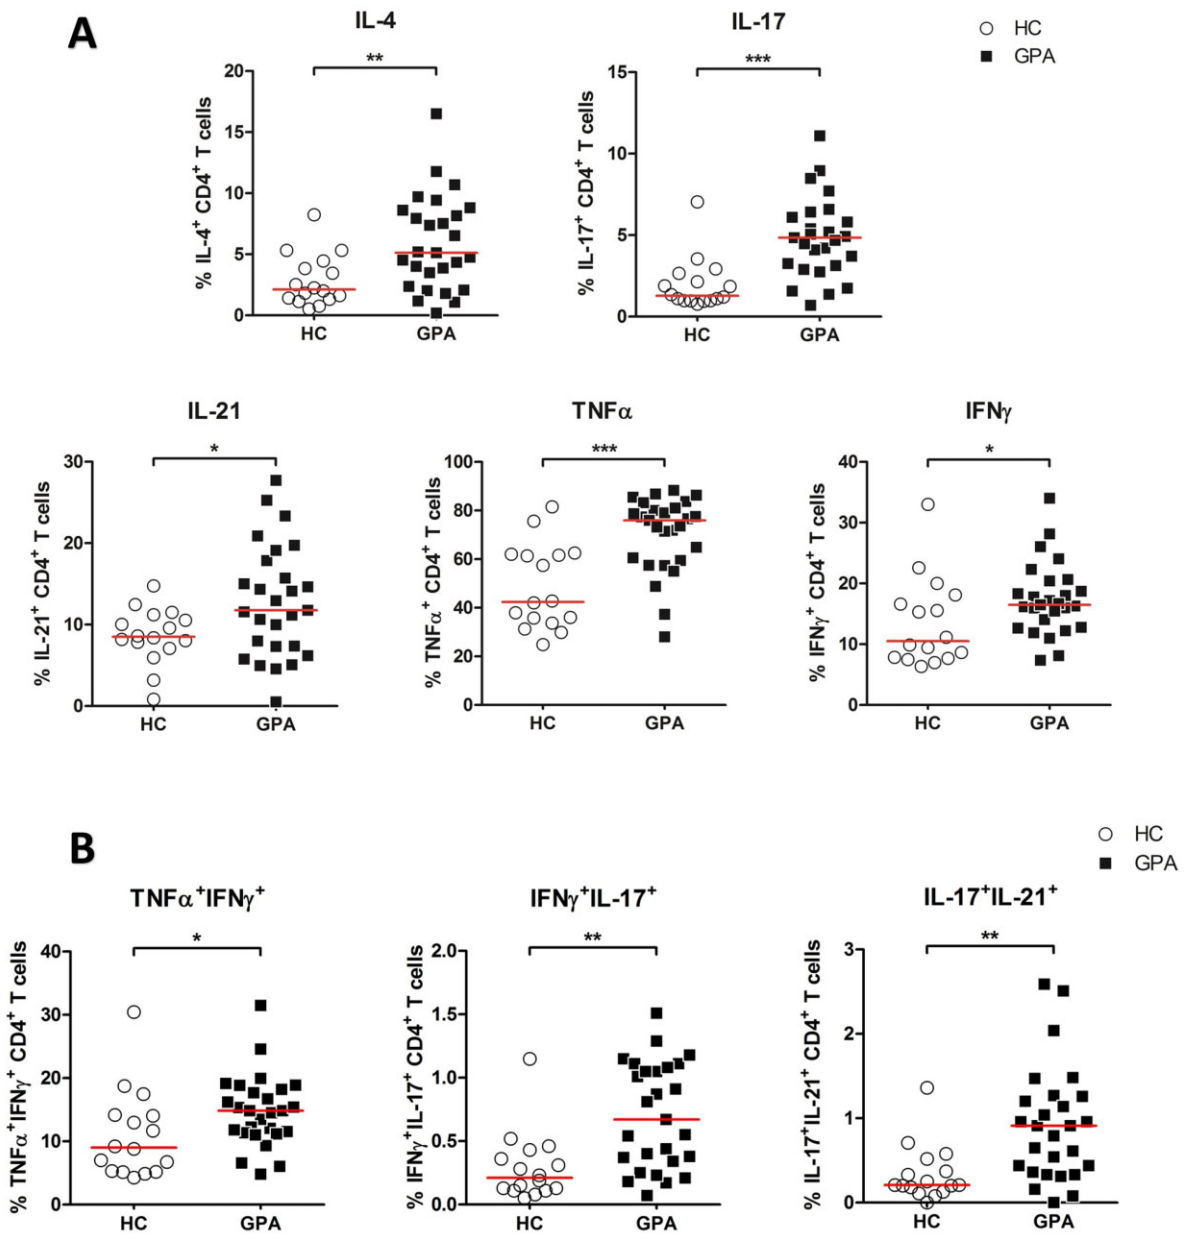 A
IL-4
IL-17
HC
GPA
**
***
% IL-4+ CD4+ T cells
20
15
10
5
0
HC
GPA
% IL-17+ CD4+ T cells
15
10
5
0
HC
GPA
IL-21
TNFα
IFNγ
*
***
*
% IL-21+ CD4+ T cells
30
20
10
0
HC
GPA
% TNFα+ CD4+ T cells
100
80
60
40
20
0
HC
GPA
% IFNγ+ CD4+ T cells
40
30
20
10
0
HC
GPA
B
HC
GPA
TNFα+IFNγ+
IFNγ+IL-17+
IL-17+IL-21+
*
**
**
% TNFα+IFNγ+ CD4+ T cells
40
30
20
10
0
HC
GPA
% IFNγ+IL-17+ CD4+ T cells
2.0
1.5
1.0
0.5
0.0
HC
GPA
% IL-17+IL-21+ CD4+ T cells
3
2
1
0
HC
GPA